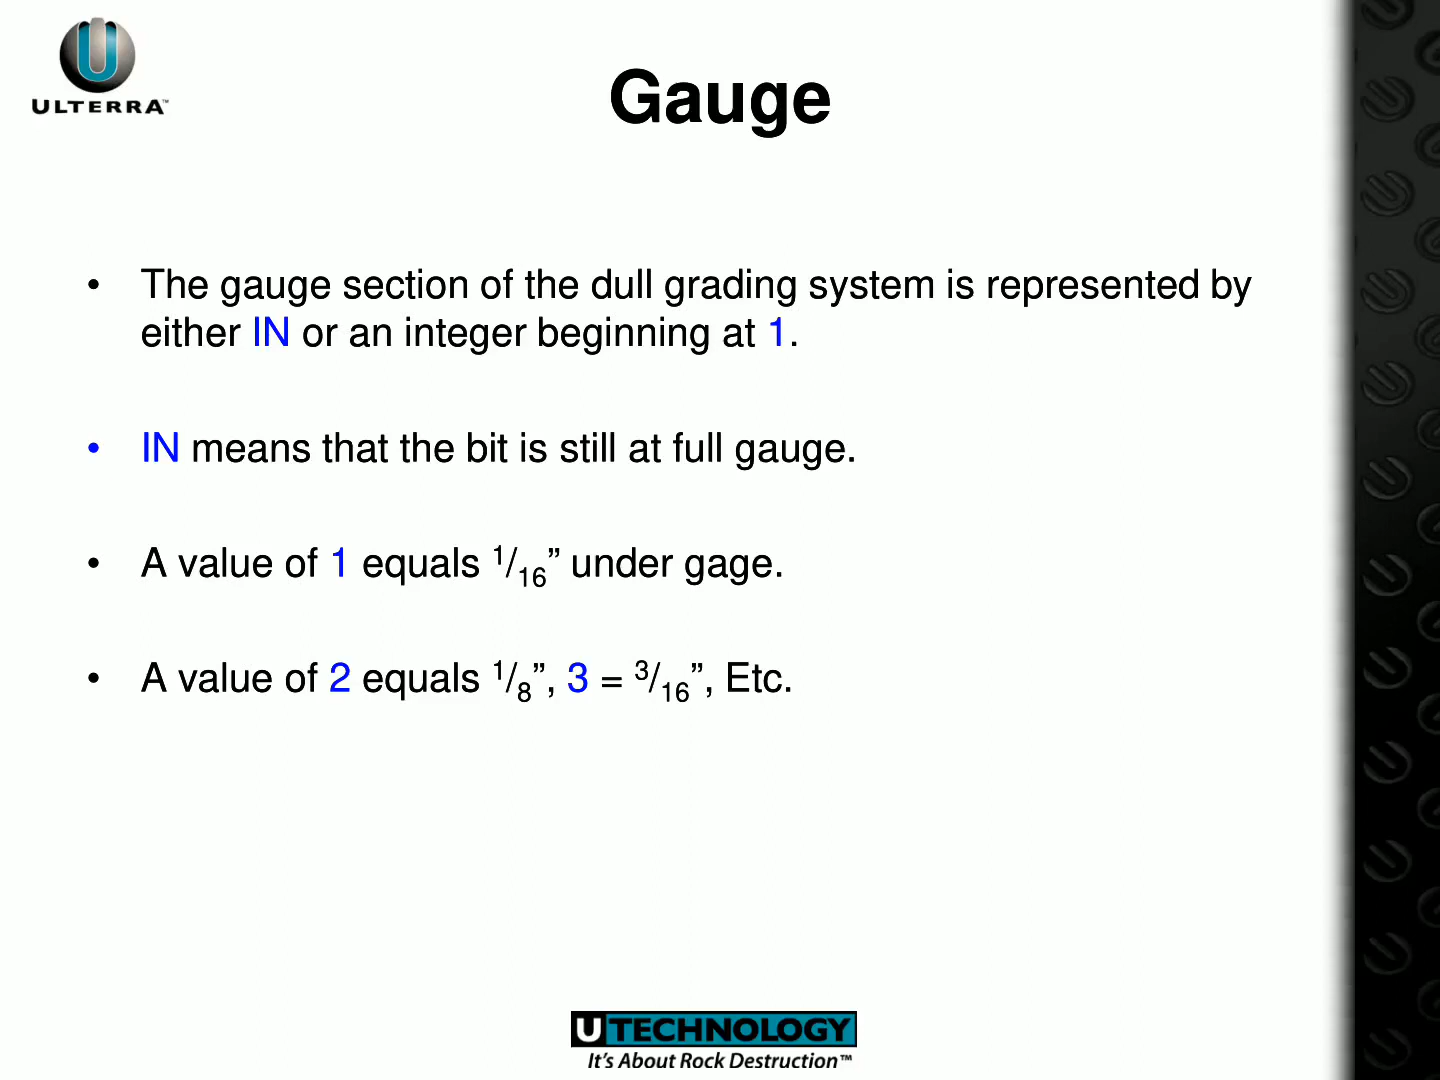 ULTERRA™
Gauge
• The gauge section of the dull grading system is represented by
either IN or an integer beginning at 1.
• IN means that the bit is still at full gauge.
• A value of 1 equals 1/16” under gage.
• A value of 2 equals 1/8”, 3 = 3/16”, Etc.
U TECHNOLOGY
It’s About Rock Destruction™